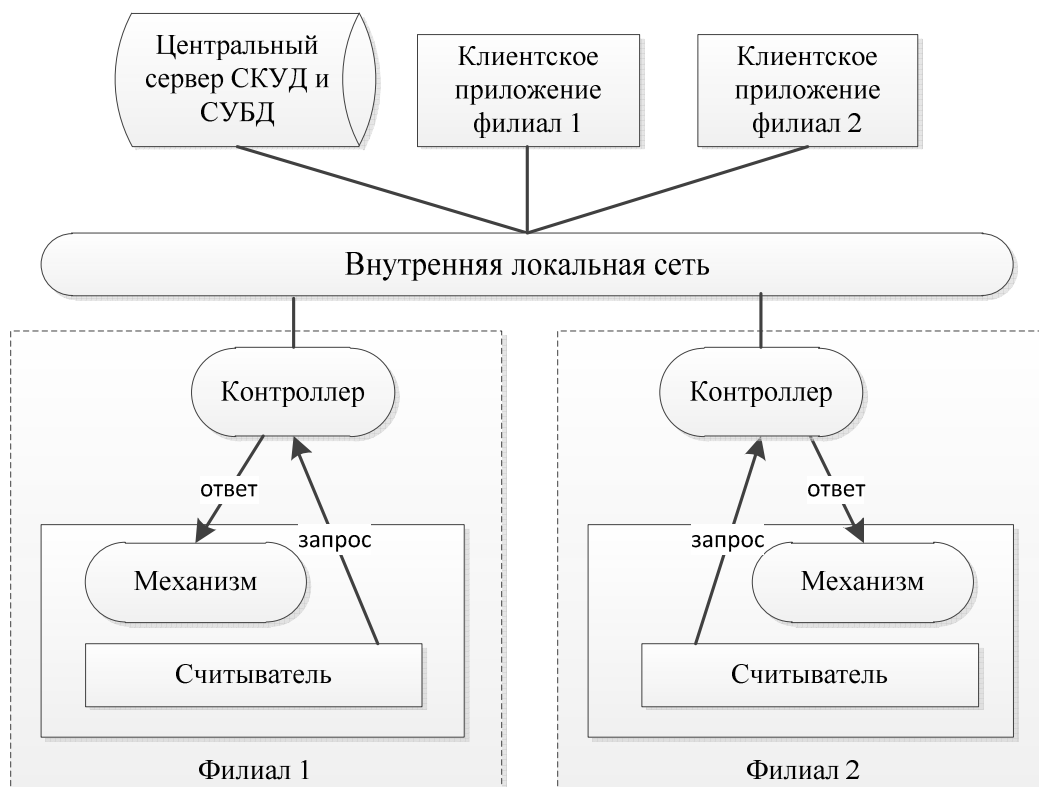 Центральный
сервер СКУД и
СУБД
Клиентское
приложение
филиал 1
Клиентское
приложение
филиал 2
Внутренняя локальная сеть
Контроллер
ответ
запрос
Механизм
Считыватель
Филиал 1
Контроллер
запрос
ответ
Механизм
Считыватель
Филиал 2